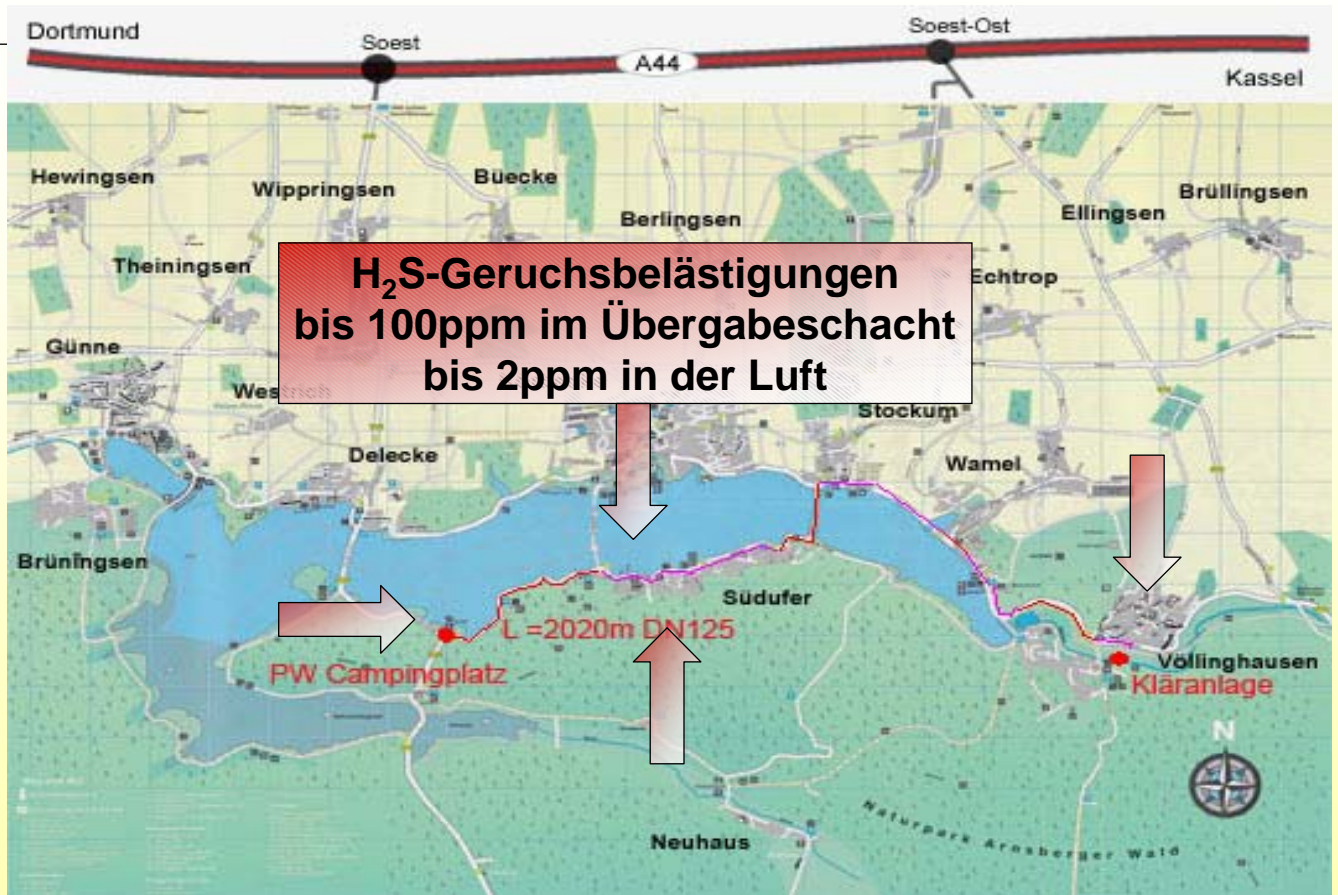 Dortmund
Soest
Soest-Ost
A44
Kassel
Hewingsen
Wippringsen
Büecke
Berlingsen
Ellingsen
Brüllingsen
Theiningsen
H₂S-Geruchsbelästigungen
bis 100ppm im Übergabeschacht
bis 2ppm in der Luft
Echtrop
Günne
Stockum
Delecke
Wamel
Brüningsen
Südufer
L =2020m DN125
PW Campingplatz
Völlinghausen
Kläranlage
N
Neuhaus
Naturpark Arnsberger Wald